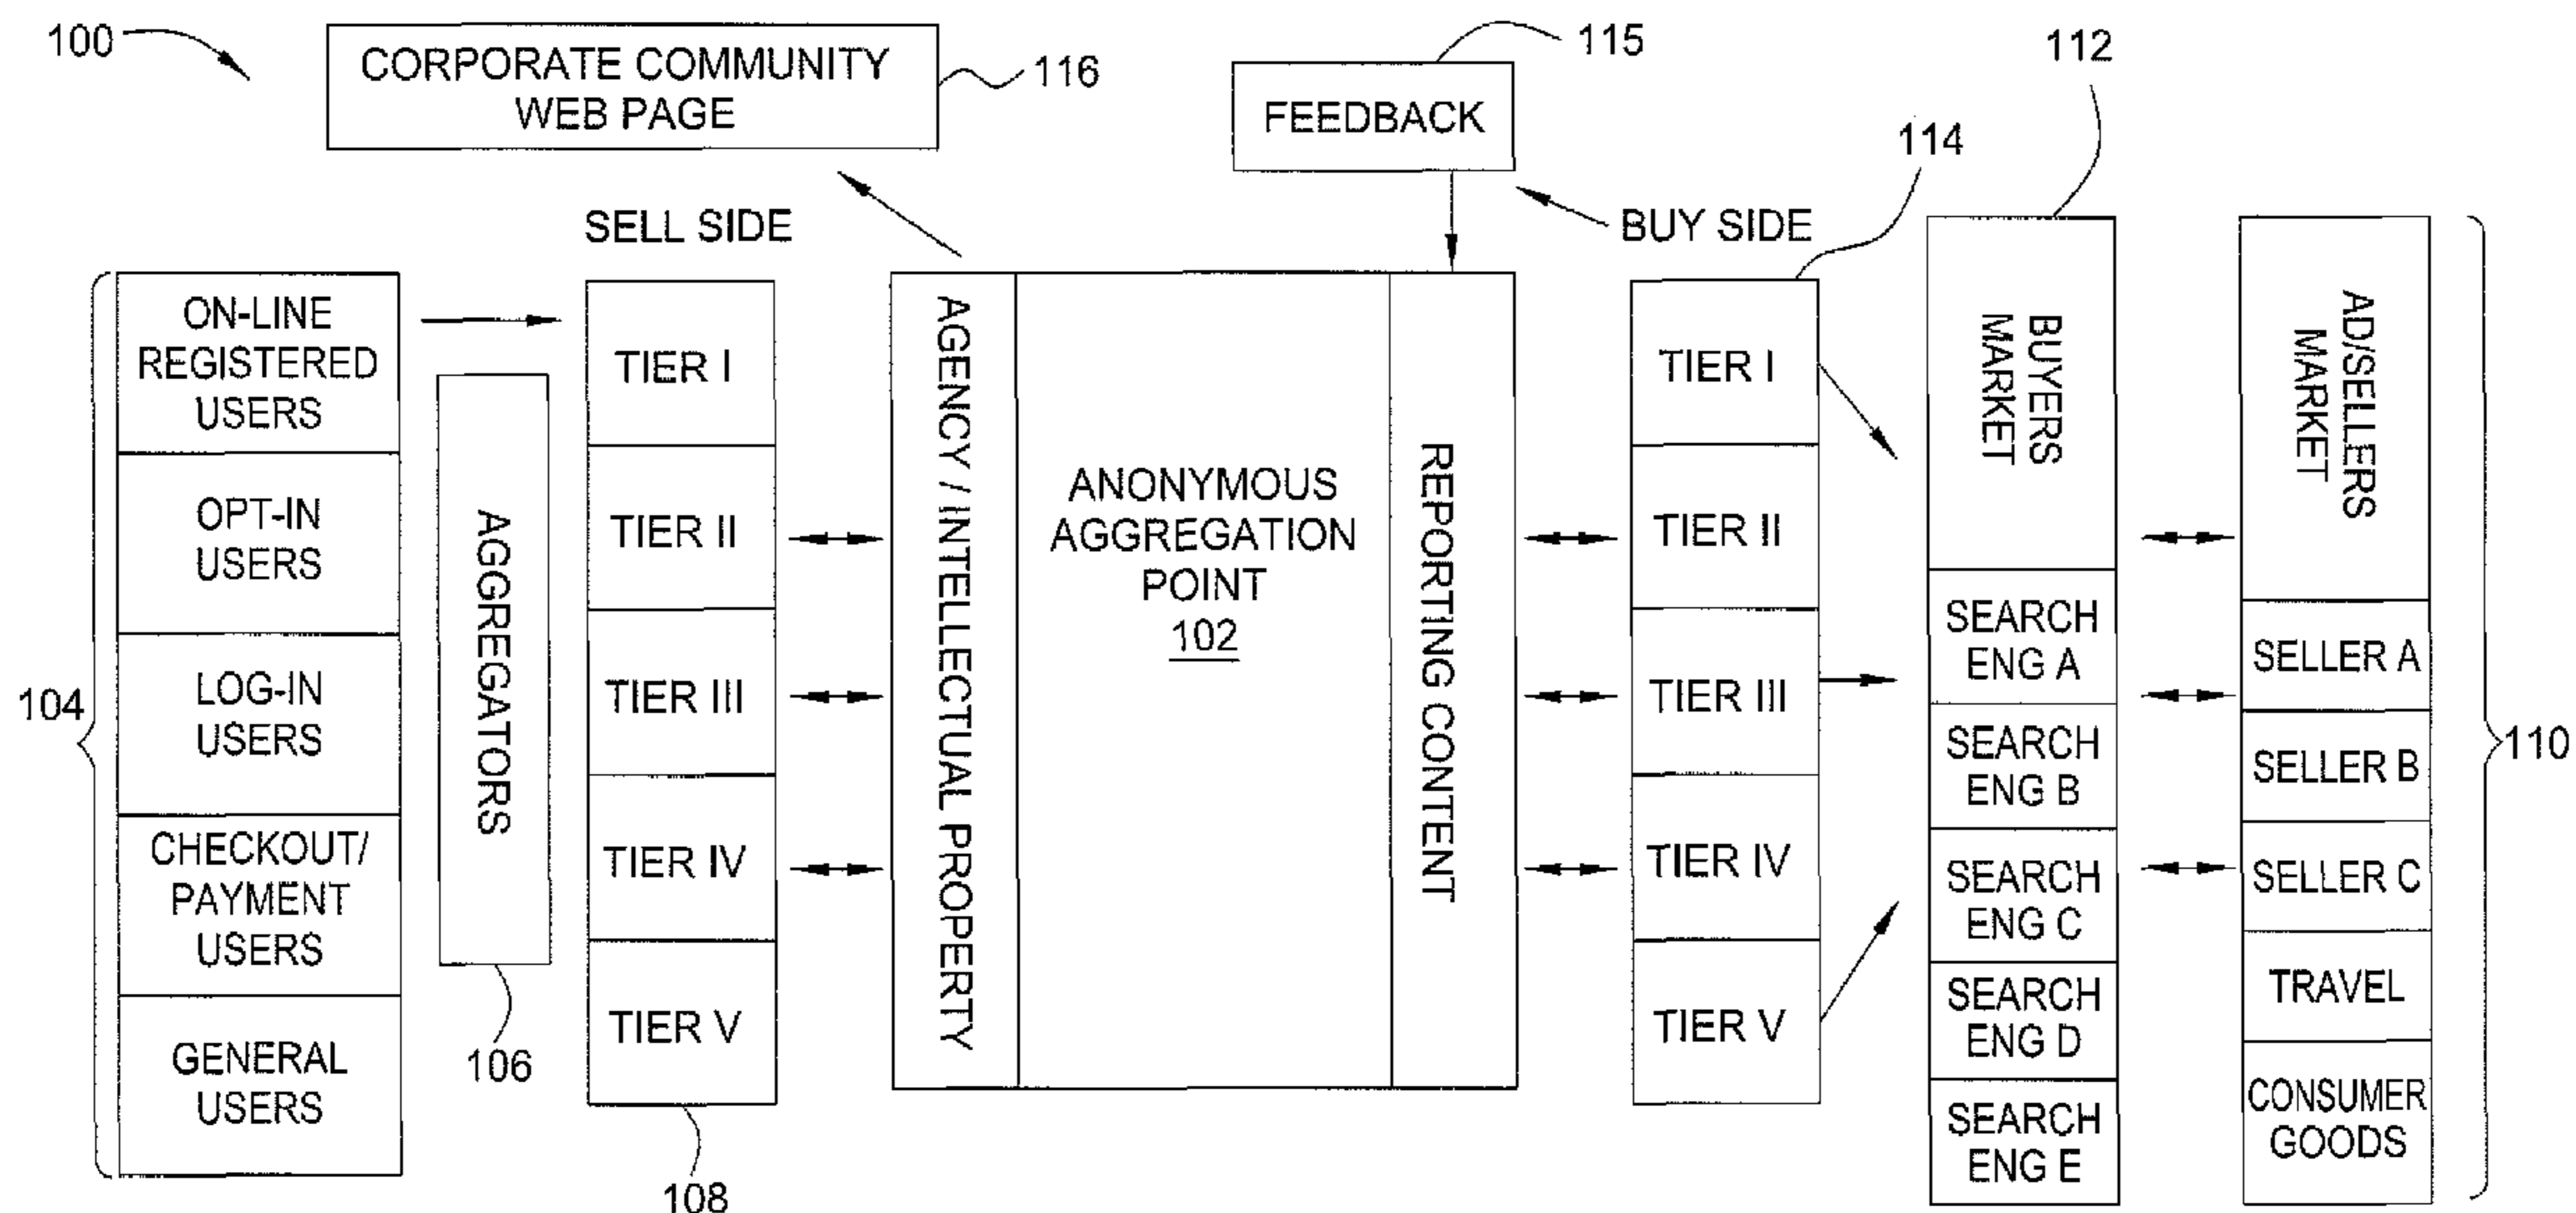 100
CORPORATE COMMUNITY
WEB PAGE
116
FEEDBACK
115
112
114
SELL SIDE
BUY SIDE
104
ON-LINE
REGISTERED
USERS
OPT-IN
USERS
LOG-IN
USERS
CHECKOUT/
PAYMENT
USERS
GENERAL
USERS
AGGREGATORS
106
TIER I
TIER II
TIER III
TIER IV
TIER V
108
AGENCY / INTELLECTUAL PROPERTY
ANONYMOUS
AGGREGATION
POINT
102
REPORTING CONTENT
TIER I
TIER II
TIER III
TIER IV
TIER V
BUYERS
MARKET
SEARCH
ENG A
SEARCH
ENG B
SEARCH
ENG C
SEARCH
ENG D
SEARCH
ENG E
AD/SELLERS
MARKET
SELLER A
SELLER B
SELLER C
TRAVEL
CONSUMER
GOODS
110